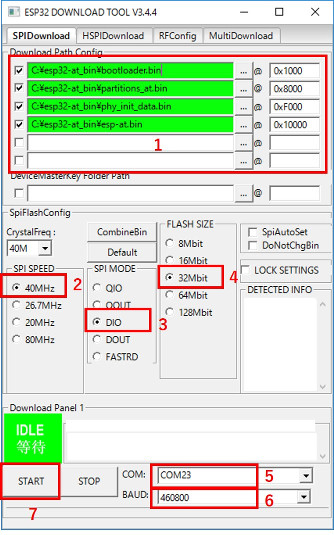 ESP32 DOWNLOAD TOOL V3.4.4
SPIDownload HSPIDownload RFConfig MultiDownload
Download Path Config
C:¥esp32-at_bin¥bootloader.bin ... @ 0x1000
C:¥esp32-at_bin¥partitions_at.bin ... @ 0x8000
C:¥esp32-at_bin¥phy_init_data.bin ... @ 0xF000
C:¥esp32-at_bin¥esp-at.bin ... @ 0x10000
1 ... @
... @
DeviceMasterKey Folder Path
... @
SpiFlashConfig
CrystalFreq :
40M
CombineBin
Default
SPI SPEED
40MHz 2
26.7MHz
20MHz
80MHz
SPI MODE
QIO
QOUT
DIO 3
DOUT
FASTRD
FLASH SIZE
8Mbit
16Mbit
32Mbit 4
64Mbit
128Mbit
SpiAutoSet
DoNotChgBin
LOCK SETTINGS
DETECTED INFO
Download Panel 1
IDLE
等待
START STOP
COM: COM23 5
BAUD: 460800 6
7